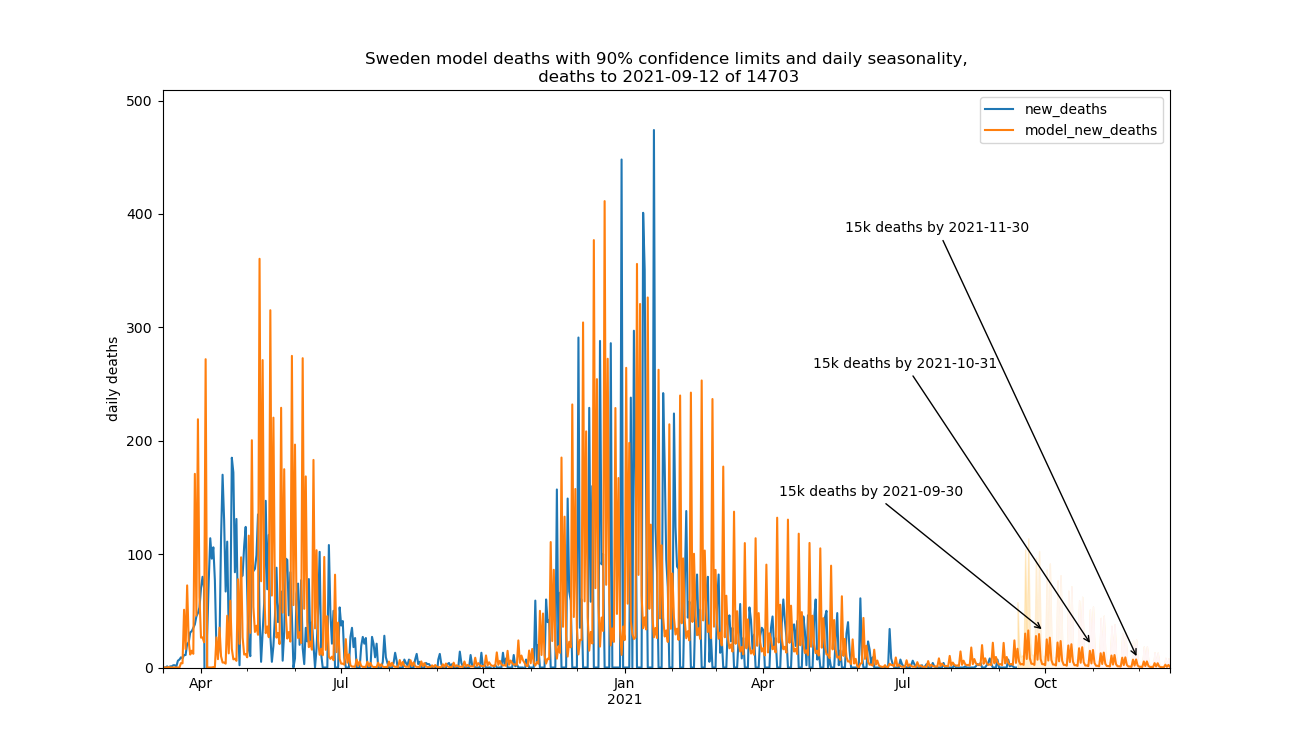 Sweden model deaths with 90% confidence limits and daily seasonality,
deaths to 2021-09-12 of 14703
500
400
300
200
100
0
daily deaths
new_deaths
model_new_deaths
15k deaths by 2021-11-30
15k deaths by 2021-10-31
15k deaths by 2021-09-30
Apr
Jul
Oct
Jan
2021
Apr
Jul
Oct